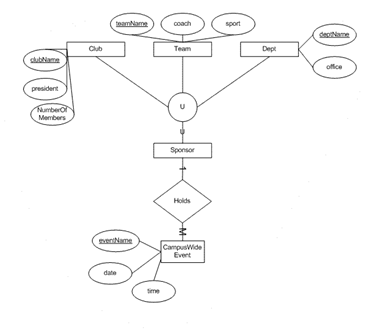 teamName
coach
sport
Club
Team
Dept
deptName
clubName
president
office
NumberOf
Members
U
U
Sponsor
1
Holds
M
eventName
CampusWide
Event
date
time